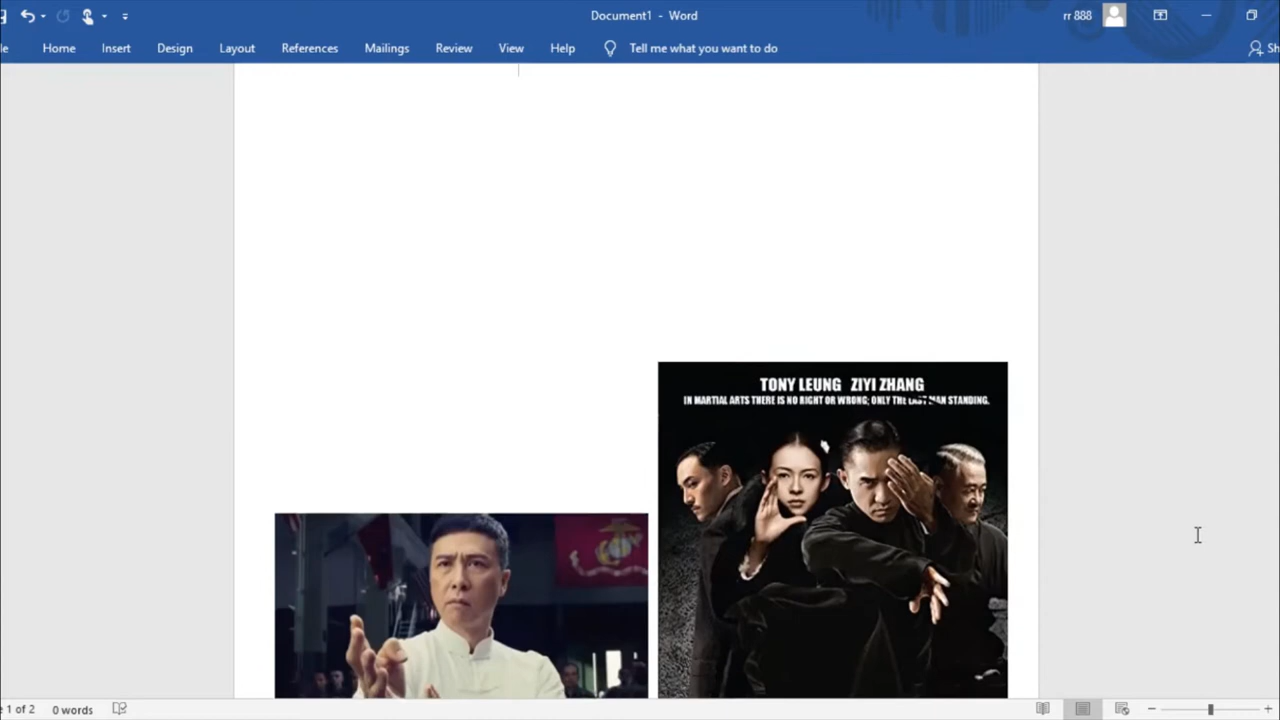 Document1 - Word
rr 888
Home Insert Design Layout References Mailings Review View Help Tell me what you want to do
TONY LEUNG ZIYI ZHANG
IN MARTIAL ARTS THERE IS NO RIGHT OR WRONG; ONLY THE LAST MAN STANDING.
1 of 2 0 words